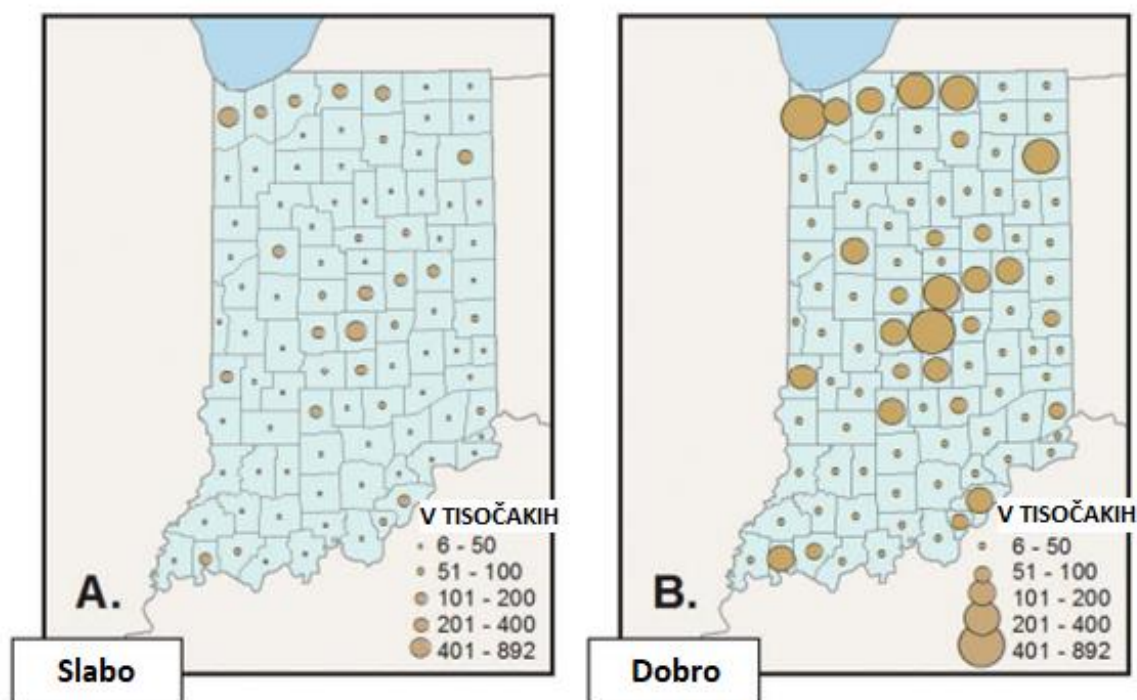 V TISOČAKIH
6 - 50
51 - 100
101 - 200
201 - 400
401 - 892
A.
Slabo
V TISOČAKIH
6 - 50
51 - 100
101 - 200
201 - 400
401 - 892
B.
Dobro